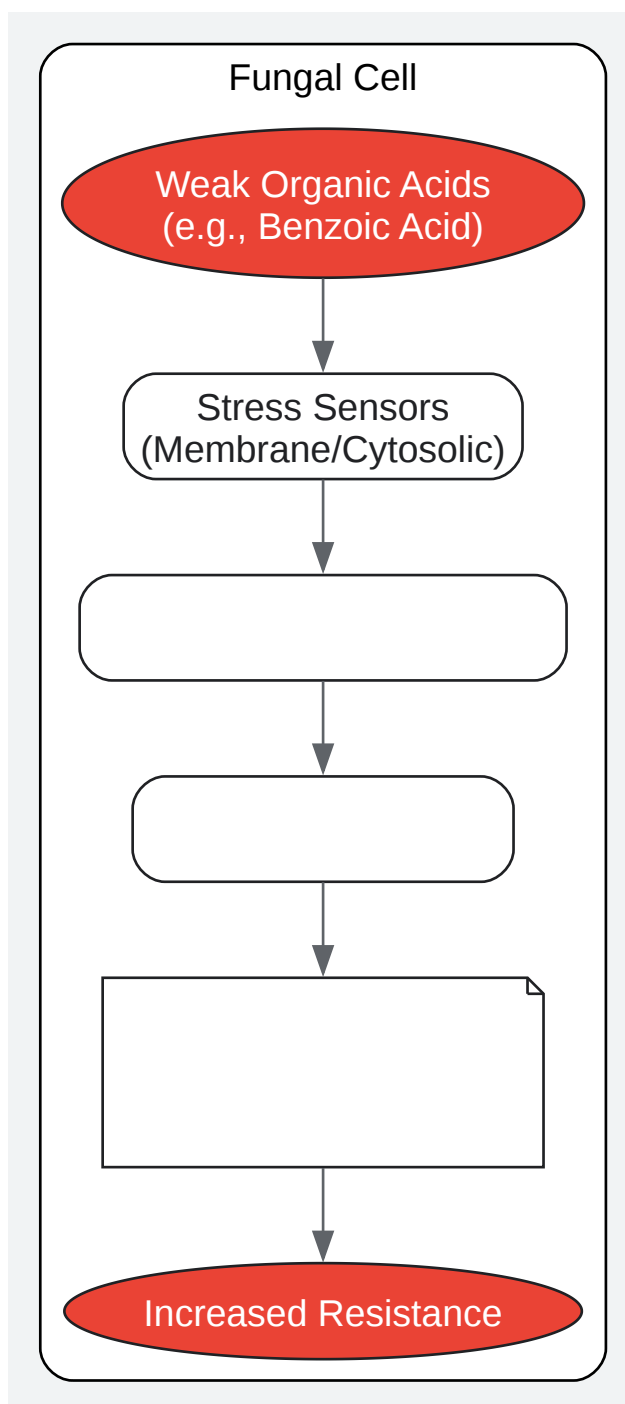 Fungal Cell
Weak Organic Acids
(e.g., Benzoic Acid)
Stress Sensors
(Membrane/Cytosolic)
Increased Resistance